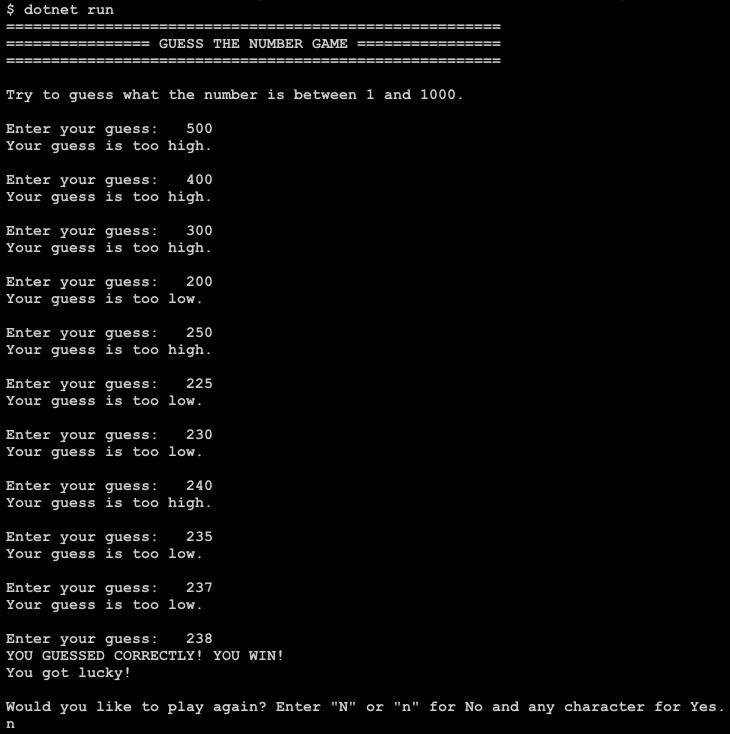 $ dotnet run
=======================================================
================ GUESS THE NUMBER GAME ================
=======================================================
Try to guess what the number is between 1 and 1000.
Enter your guess:   500
Your guess is too high.
Enter your guess:   400
Your guess is too high.
Enter your guess:   300
Your guess is too high.
Enter your guess:   200
Your guess is too low.
Enter your guess:   250
Your guess is too high.
Enter your guess:   225
Your guess is too low.
Enter your guess:   230
Your guess is too low.
Enter your guess:   240
Your guess is too high.
Enter your guess:   235
Your guess is too low.
Enter your guess:   237
Your guess is too low.
Enter your guess:   238
YOU GUESSED CORRECTLY! YOU WIN!
You got lucky!
Would you like to play again? Enter "N" or "n" for No and any character for Yes.
n